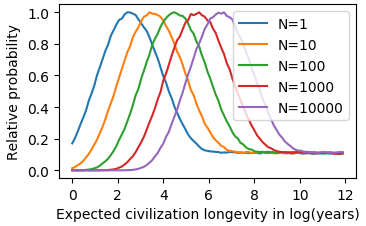 Relative probability
1.0
0.8
0.6
0.4
0.2
0.0
N=1
N=10
N=100
N=1000
N=10000
0 2 4 6 8 10 12
Expected civilization longevity in log(years)